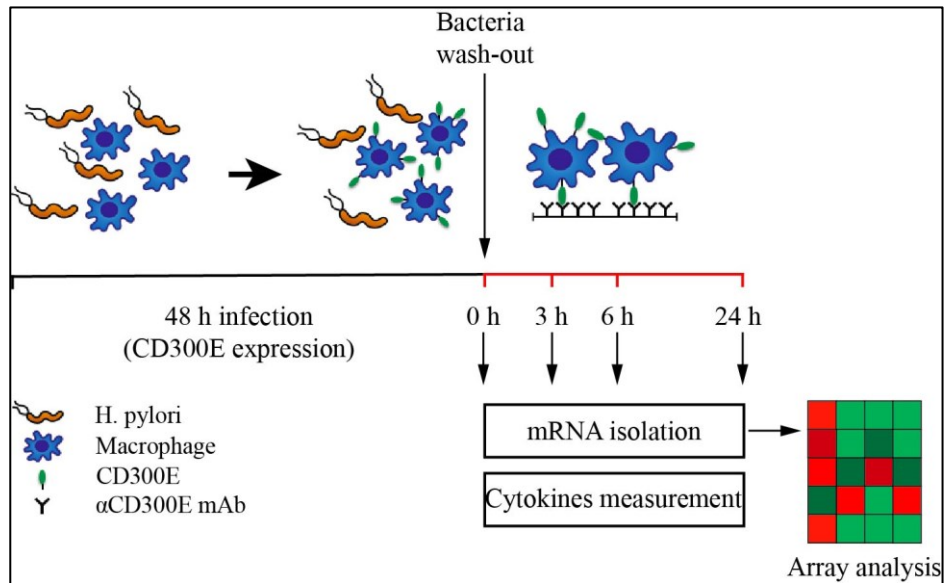 Bacteria
wash-out
48 h infection
(CD300E expression)
0 h
3 h
6 h
24 h
H. pylori
Macrophage
CD300E
αCD300E mAb
mRNA isolation
Cytokines measurement
Array analysis